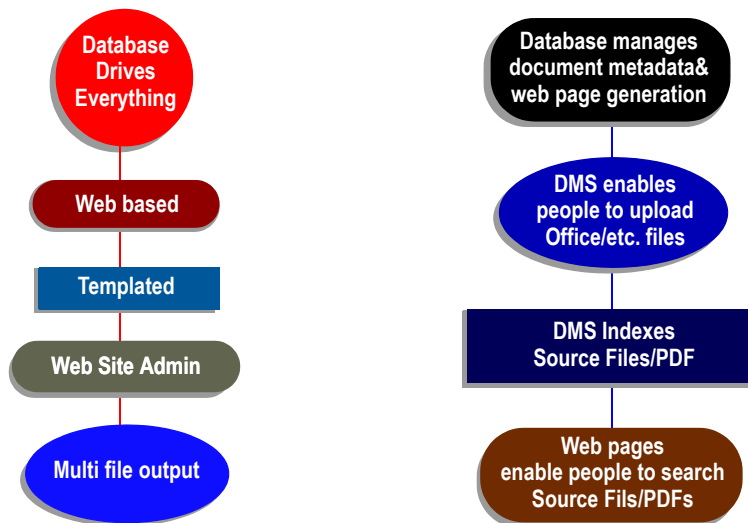 Database
Drives
Everything
Web based
Templated
Web Site Admin
Multi file output
Database manages
document metadata&
web page generation
DMS enables
people to upload
Office/etc. files
DMS Indexes
Source Files/PDF
Web pages
enable people to search
Source Fils/PDFs